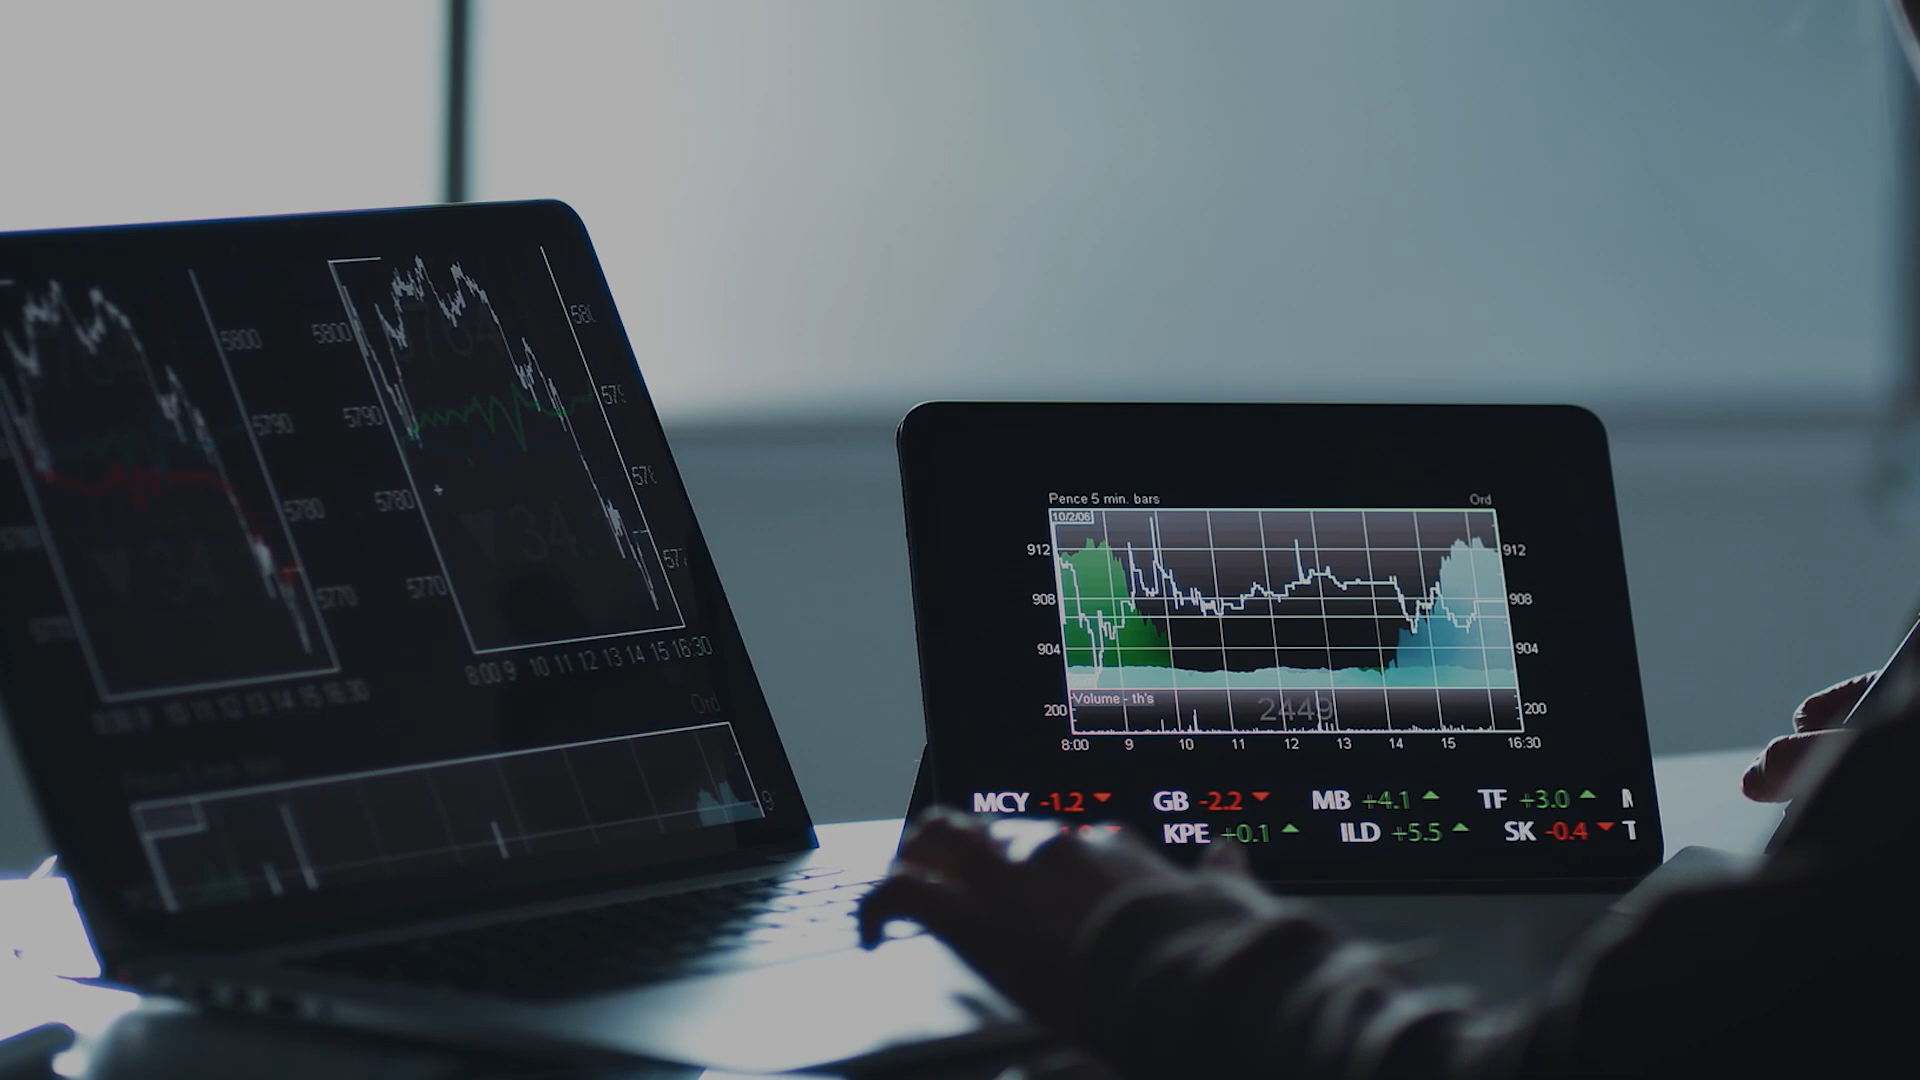 5800 5800
5790 5790
5780 5780
5770 5770
34 34
8:00 9 10 11 12 13 14 15 16:30
Ord
Pence 5 min. bars Ord
10/2/06
912 912
908 908
904 904
Volume - th's
2449
200 200
8:00 9 10 11 12 13 14 15 16:30
MCY -1.2 GB -2.2 MB +4.1 TF +3.0
KPE +0.1 ILD +5.5 SK -0.4 T